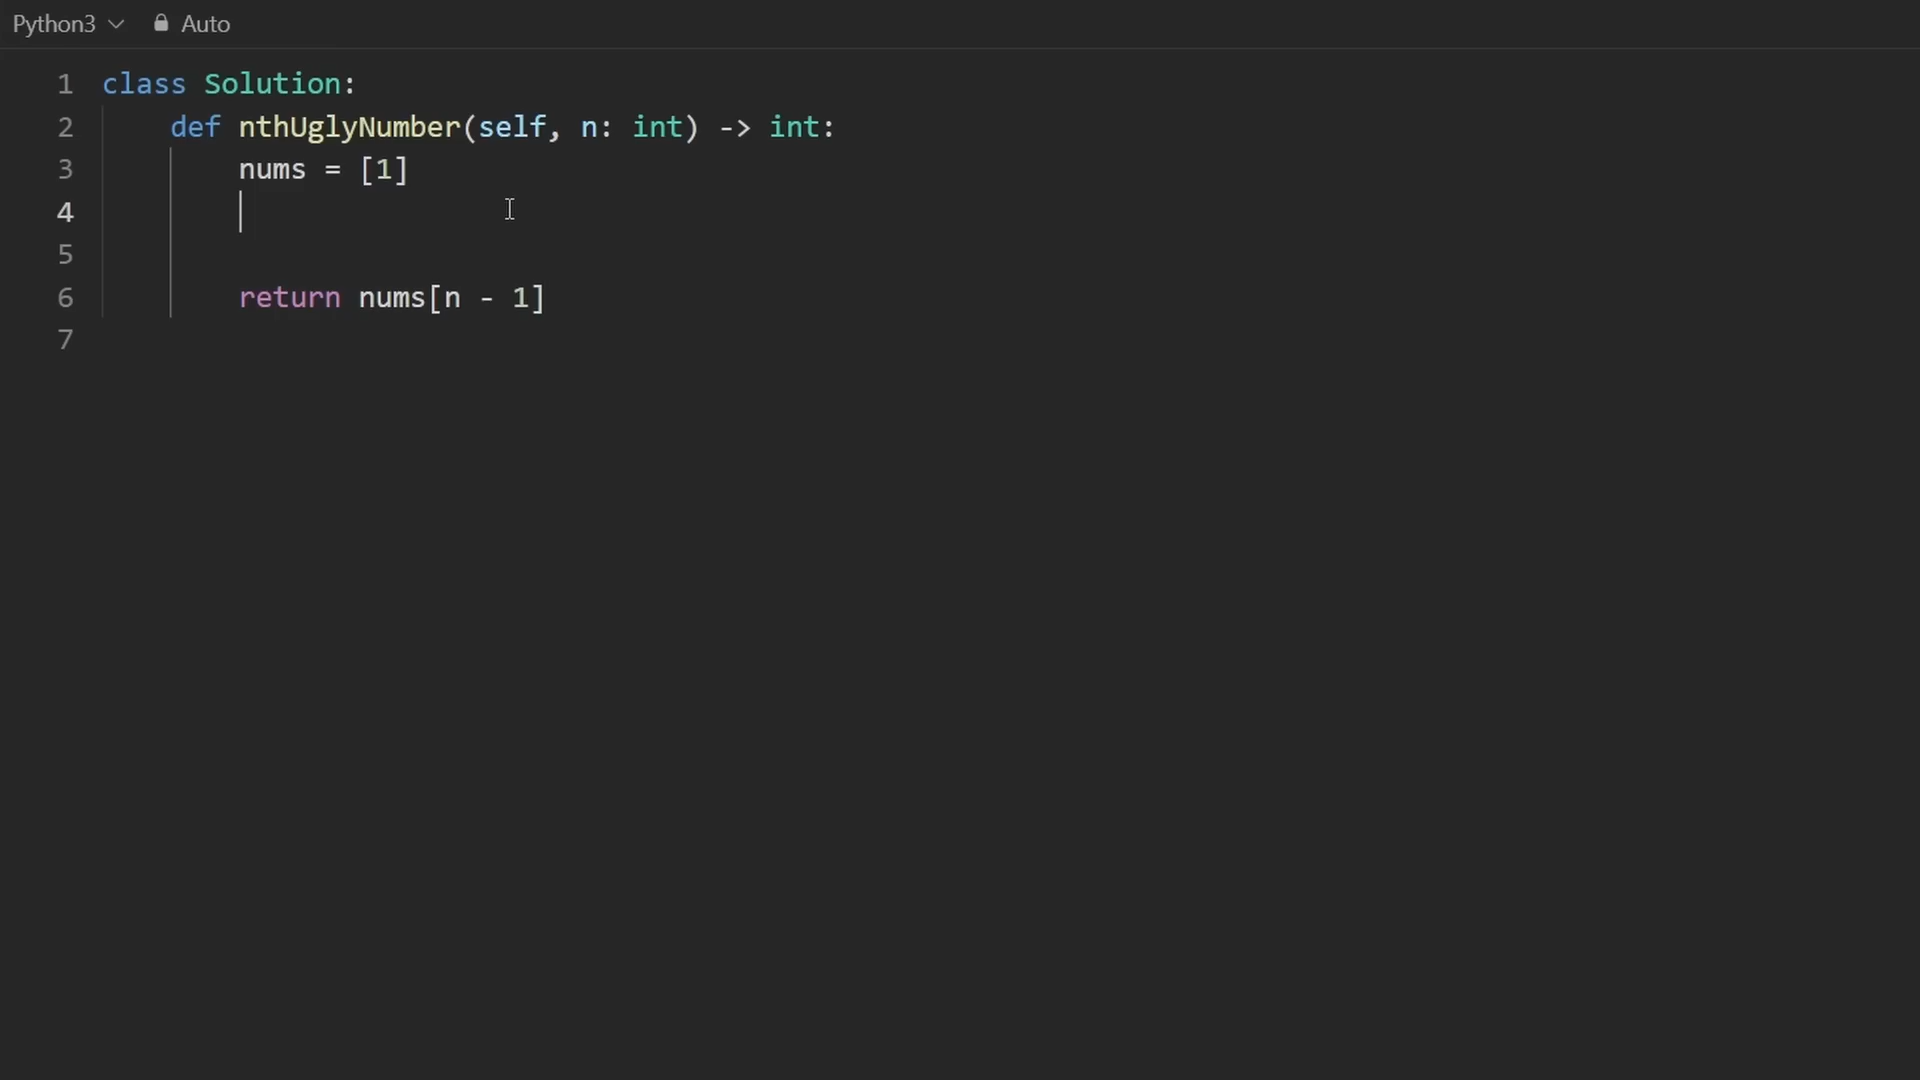 Python3 Auto
1 class Solution:
2 def nthUglyNumber(self, n: int) -> int:
3 nums = [1]
4
5
6 return nums[n - 1]
7